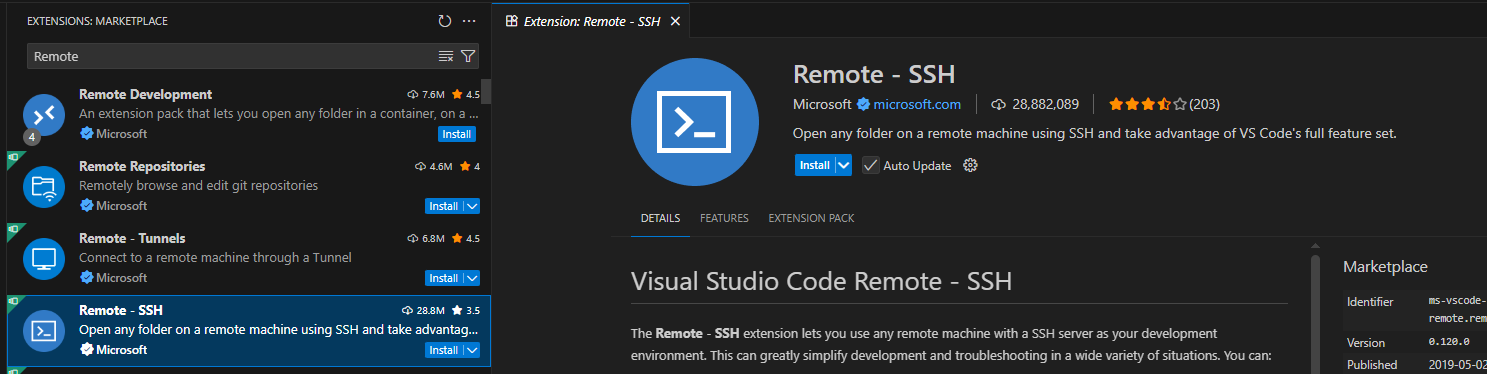 EXTENSIONS: MARKETPLACE
Remote
Remote Development 7.6M 4.5
An extension pack that lets you open any folder in a container, on a ...
Microsoft Install
4
Remote Repositories 4.6M 4
Remotely browse and edit git repositories
Microsoft Install
Remote - Tunnels 6.8M 4.5
Connect to a remote machine through a Tunnel
Microsoft Install
Remote - SSH 28.8M 3.5
Open any folder on a remote machine using SSH and take advantag...
Microsoft Install
Extension: Remote - SSH
Remote - SSH
Microsoft microsoft.com 28,882,089 (203)
Open any folder on a remote machine using SSH and take advantage of VS Code's full feature set.
Install Auto Update
DETAILS FEATURES EXTENSION PACK
Visual Studio Code Remote - SSH
The Remote - SSH extension lets you use any remote machine with a SSH server as your development
environment. This can greatly simplify development and troubleshooting in a wide variety of situations. You can:
Marketplace
Identifier ms-vscode-
remote.rem
Version 0.120.0
Published 2019-05-02